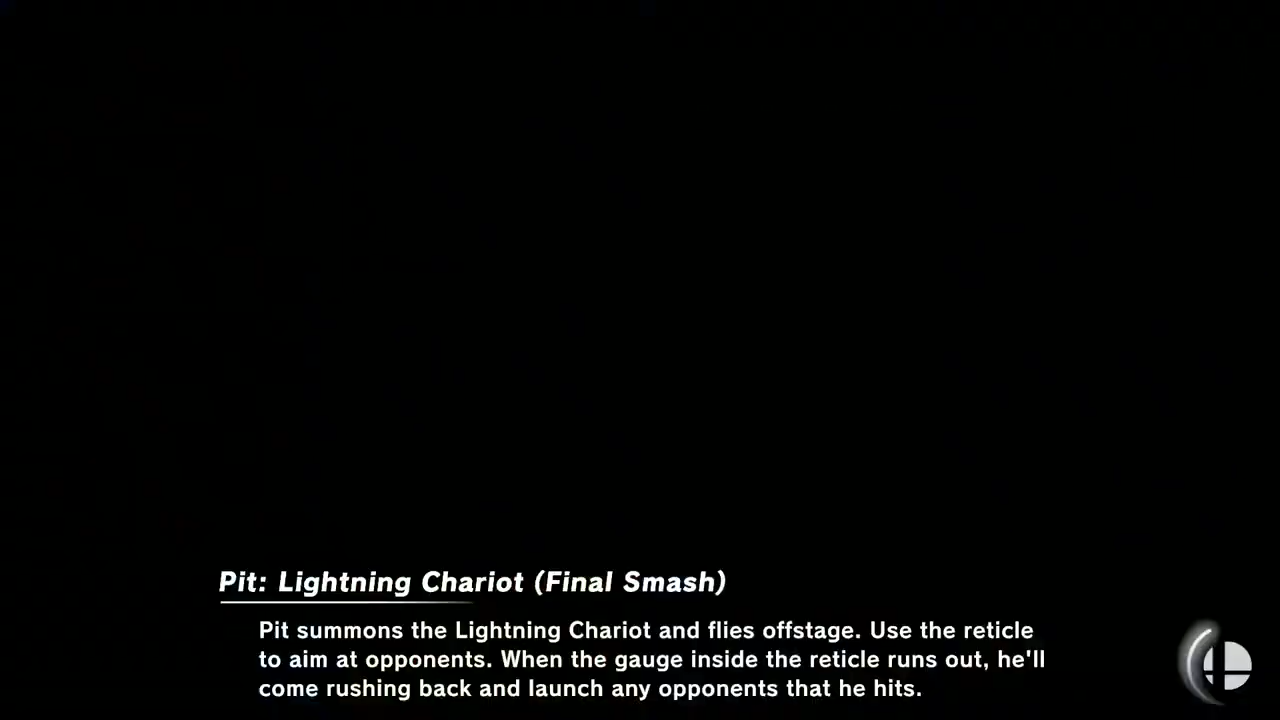 Pit: Lightning Chariot (Final Smash)
Pit summons the Lightning Chariot and flies offstage. Use the reticle
to aim at opponents. When the gauge inside the reticle runs out, he'll
come rushing back and launch any opponents that he hits.